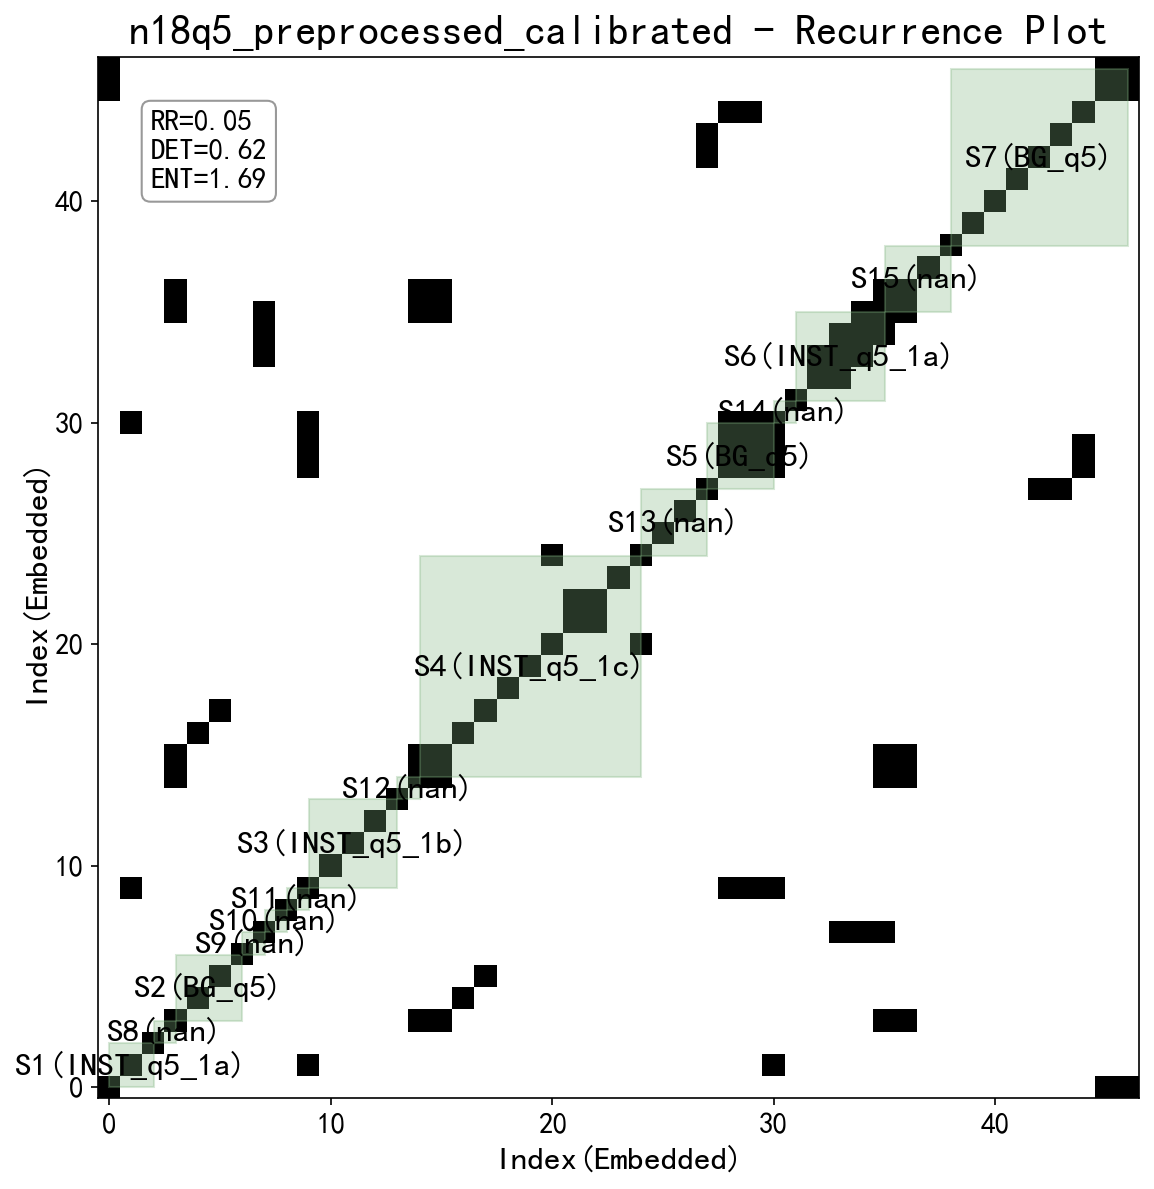 n18q5_preprocessed_calibrated - Recurrence Plot
RR=0.05
DET=0.62
ENT=1.69
S7(BG_q5)
S15(nan)
S6(INST_q5_1a)
S14(nan)
S5(BG_q5)
S13(nan)
S4(INST_q5_1c)
S12(nan)
S3(INST_q5_1b)
S11(nan)
S10(nan)
S9(nan)
S2(BG_q5)
S8(nan)
S1(INST_q5_1a)
40
30
20
10
0
Index(Embedded)
0 10 20 30 40
Index(Embedded)